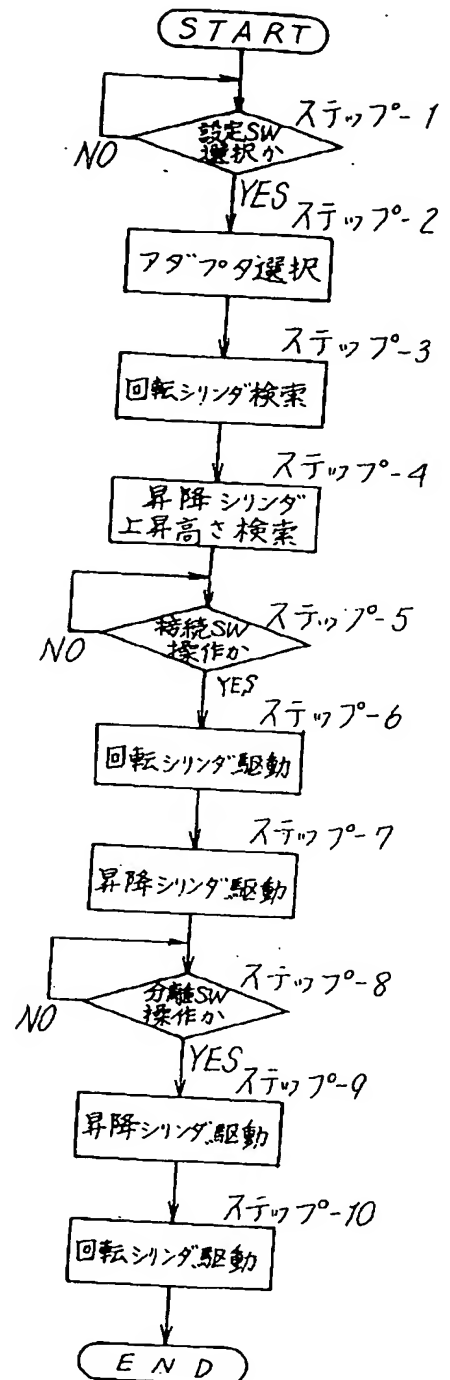 START
ステップ-1
設定SW
選択か
NO
YES
ステップ-2
アダプタ選択
ステップ-3
回転シリンダ検索
ステップ-4
昇降シリンダ
上昇高さ検索
ステップ-5
接続SW
操作か
NO
YES
ステップ-6
回転シリンダ駆動
ステップ-7
昇降シリンダ駆動
ステップ-8
分離SW
操作か
NO
YES
ステップ-9
昇降シリンダ駆動
ステップ-10
回転シリンダ駆動
END